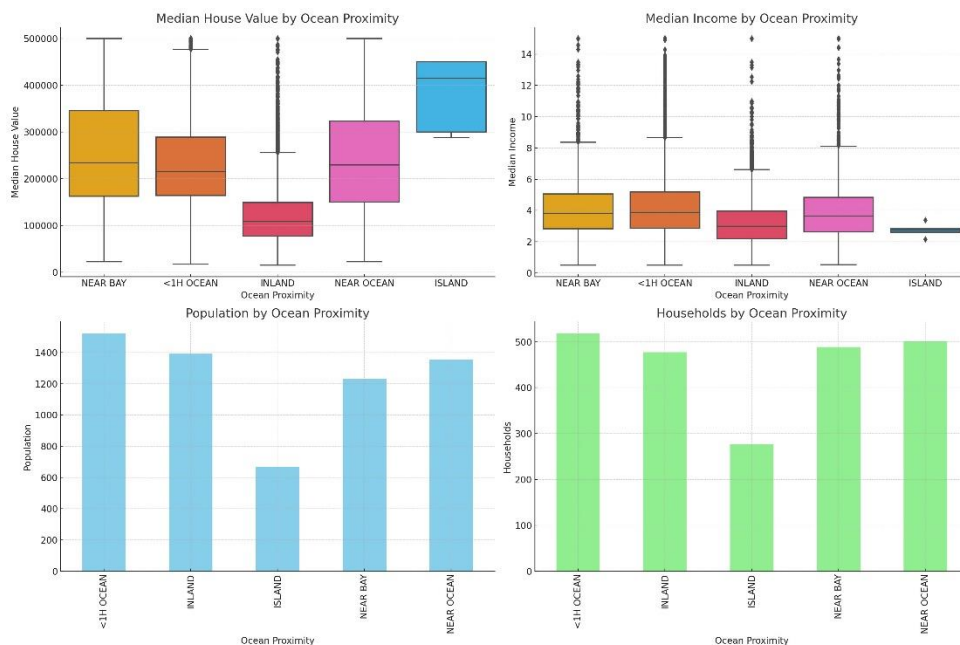 Median House Value by Ocean Proximity
500000
400000
300000
200000
100000
0
Median House Value
NEAR BAY <1H OCEAN INLAND NEAR OCEAN ISLAND
Ocean Proximity
Median Income by Ocean Proximity
14
12
10
8
6
4
2
0
Median Income
NEAR BAY <1H OCEAN INLAND NEAR OCEAN ISLAND
Ocean Proximity
Population by Ocean Proximity
1400
1200
1000
800
600
400
200
0
Population
<1H OCEAN INLAND ISLAND NEAR BAY NEAR OCEAN
Ocean Proximity
Households by Ocean Proximity
500
400
300
200
100
0
Households
<1H OCEAN INLAND ISLAND NEAR BAY NEAR OCEAN
Ocean Proximity